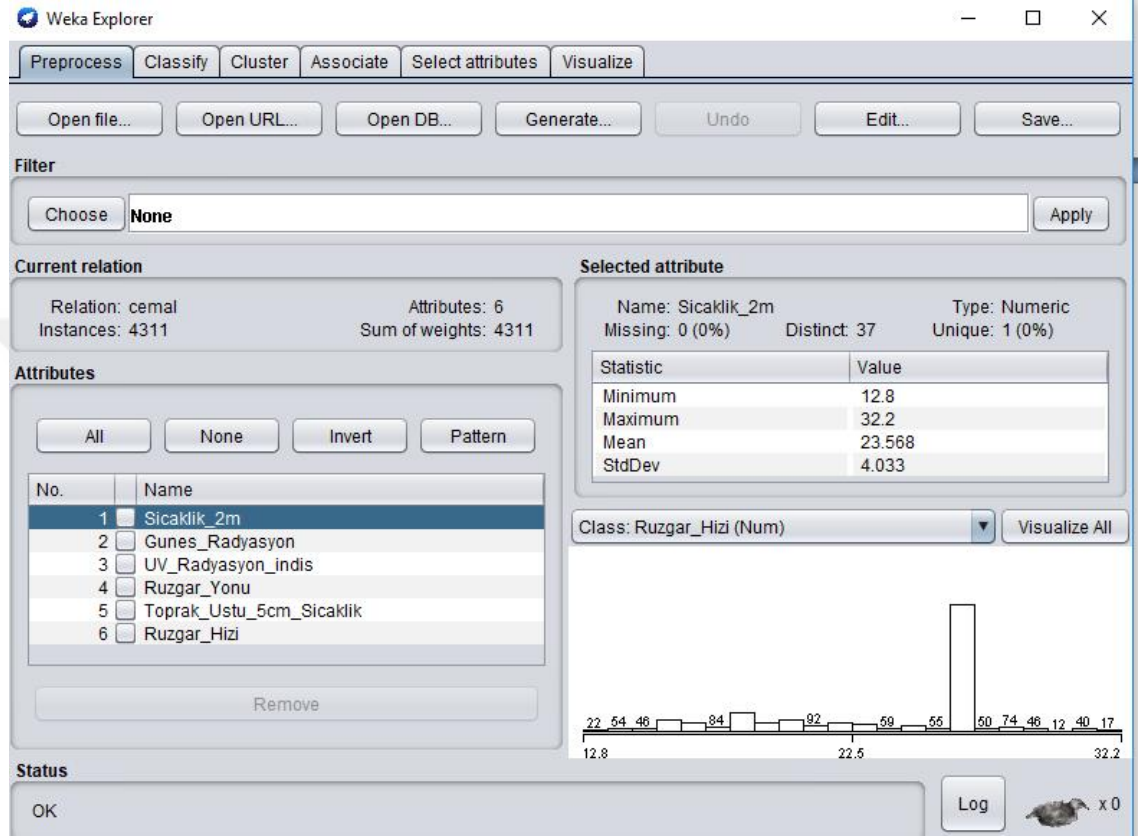 Weka Explorer
Preprocess Classify Cluster Associate Select attributes Visualize
Open file... Open URL... Open DB... Generate... Undo Edit... Save...
Filter
Choose None Apply
Current relation
Relation: cemal Attributes: 6
Instances: 4311 Sum of weights: 4311
Attributes
All None Invert Pattern
No. Name
1 Sicaklik_2m
2 Gunes_Radyasyon
3 UV_Radyasyon_indis
4 Ruzgar_Yonu
5 Toprak_Ustu_5cm_Sicaklik
6 Ruzgar_Hizi
Remove
Selected attribute
Name: Sicaklik_2m Type: Numeric
Missing: 0 (0%) Distinct: 37 Unique: 1 (0%)
Statistic Value
Minimum 12.8
Maximum 32.2
Mean 23.568
StdDev 4.033
Class: Ruzgar_Hizi (Num) Visualize All
22 54 46 84 92 59 55 50 74 46 12 40 17
12.8 22.5 32.2
Status
OK Log x 0